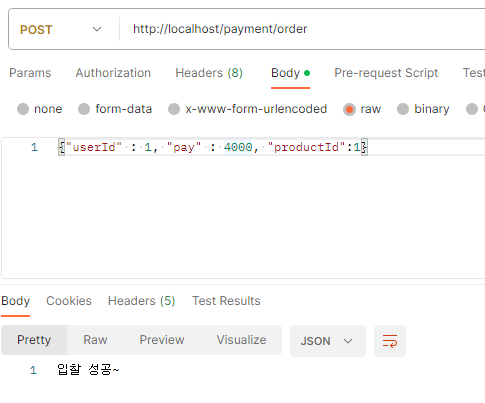 POST http://localhost/payment/order
Params Authorization Headers (8) Body Pre-request Script
none form-data x-www-form-urlencoded raw binary
1 {"userId" : 1, "pay" : 4000, "productId":1}
Body Cookies Headers (5) Test Results
Pretty Raw Preview Visualize JSON
1 입찰 성공~